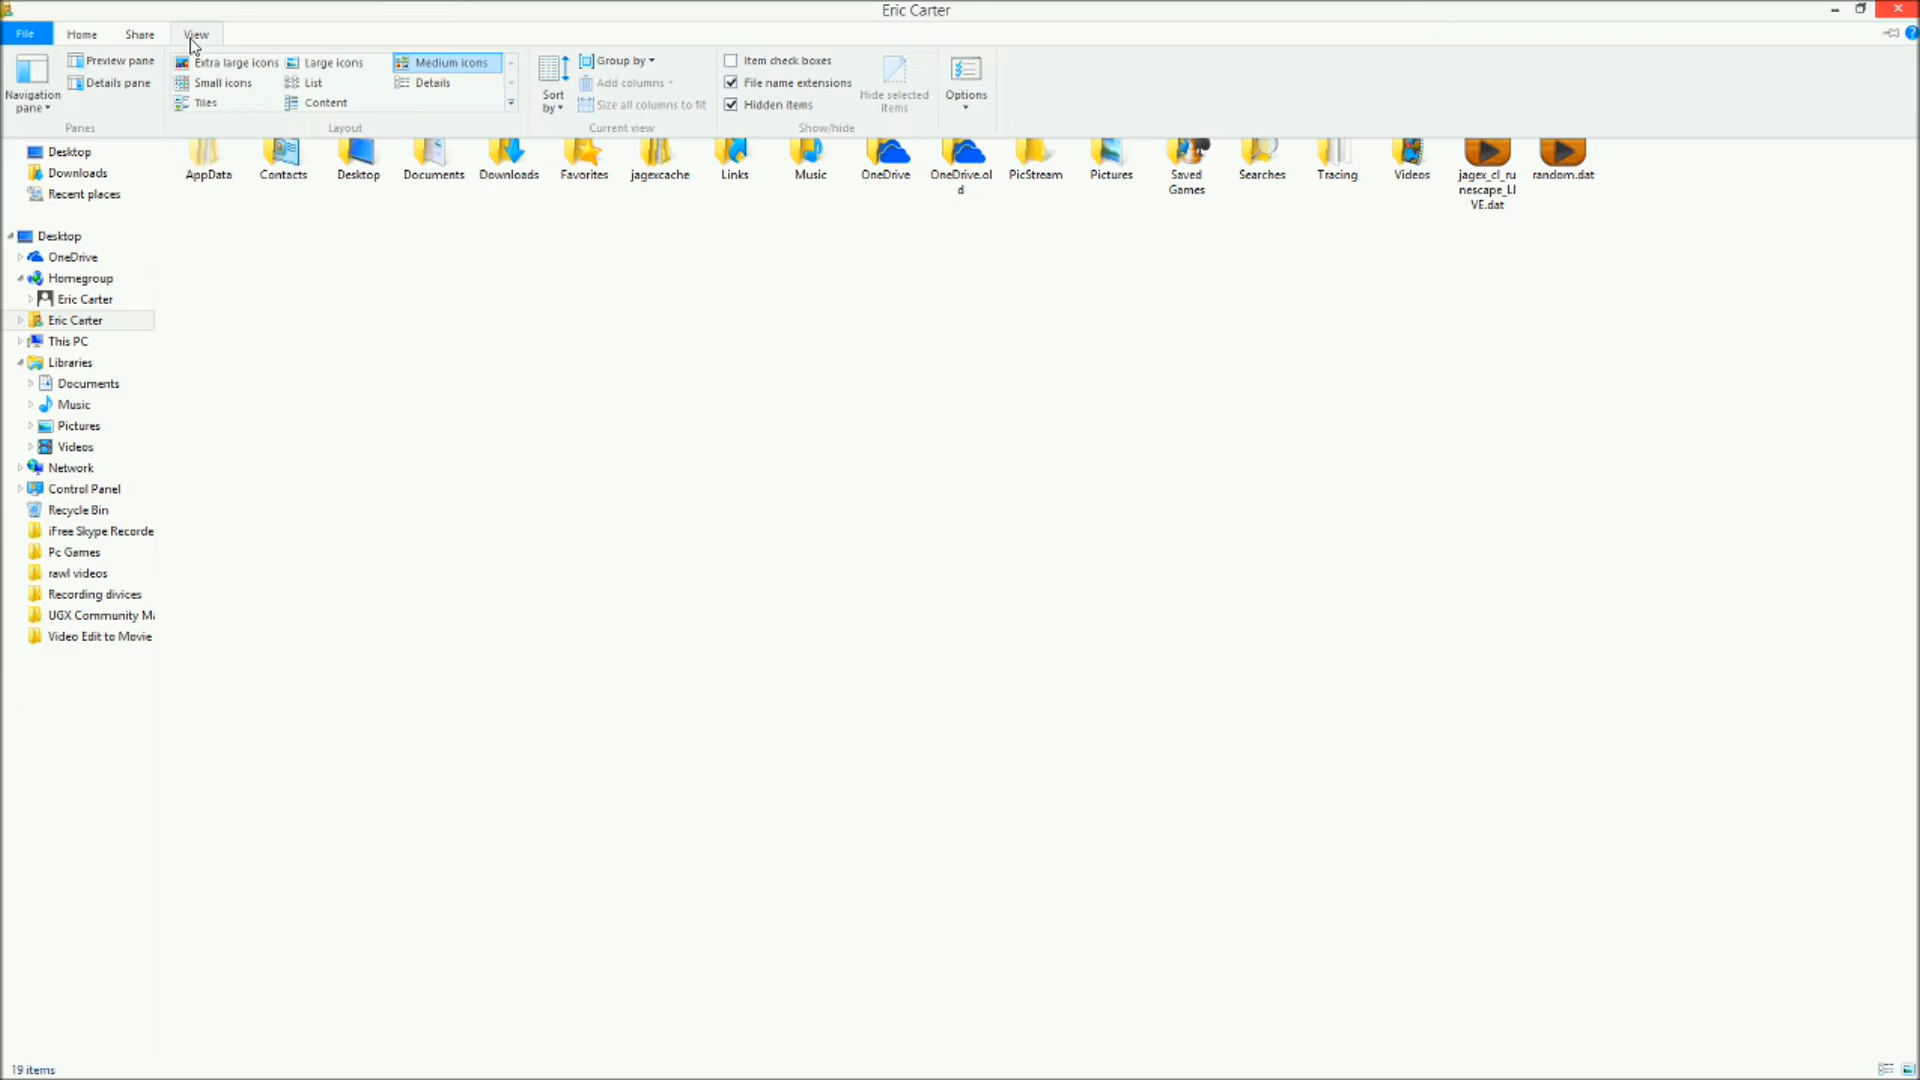 Eric Carter
File Home Share View
Preview pane
Details pane
Navigation
pane
Panes
Extra large icons Large icons Medium icons
Small icons List Details
Tiles Content
Layout
Sort
by
Group by
Add columns
Size all columns to fit
Current view
Item check boxes
File name extensions
Hidden items
Hide selected
items
Show/hide
Options
Desktop
Downloads
Recent places
Desktop
OneDrive
Homegroup
Eric Carter
Eric Carter
This PC
Libraries
Documents
Music
Pictures
Videos
Network
Control Panel
Recycle Bin
iFree Skype Recorde
Pc Games
rawl videos
Recording divices
UGX Community Ma
Video Edit to Movie
AppData
Contacts
Desktop
Documents
Downloads
Favorites
jagexcache
Links
Music
OneDrive
OneDrive.ol
d
PicStream
Pictures
Saved
Games
Searches
Tracing
Videos
jagex_cl_ru
nescape_LI
VE.dat
random.dat
19 items